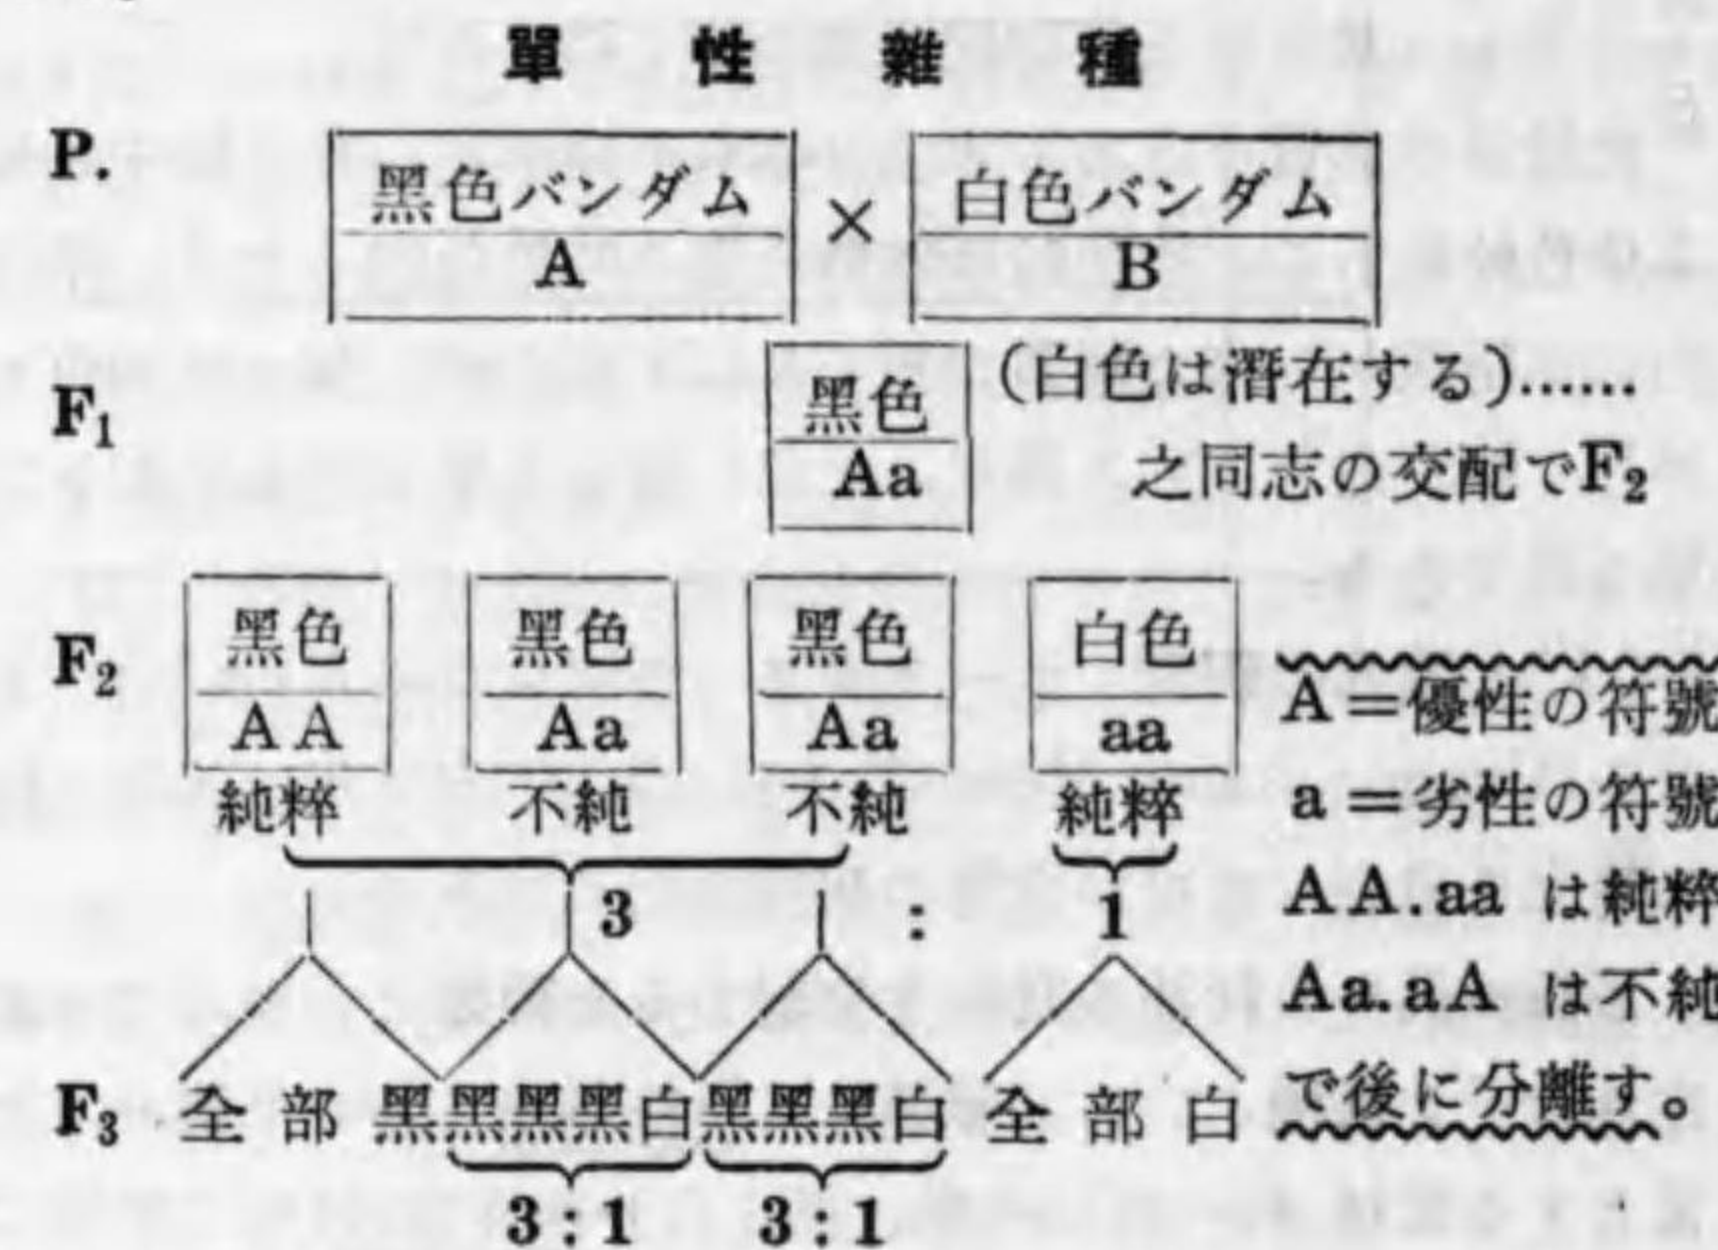 單性雜種
P.
黑色バンダム × 白色バンダム
A B
F₁
黑色 (白色は潛在する)……
Aa 之同志の交配でF₂
F₂
黑色 黑色 黑色 白色
AA Aa Aa aa
純粹 不純 不純 純粹
3 : 1
A=優性の符號
a=劣性の符號
AA.aa は純粹
Aa.aA は不純
で後に分離す。
F₃ 全部黑 黑黑黑白 黑黑黑白 全部白
3:1 3:1